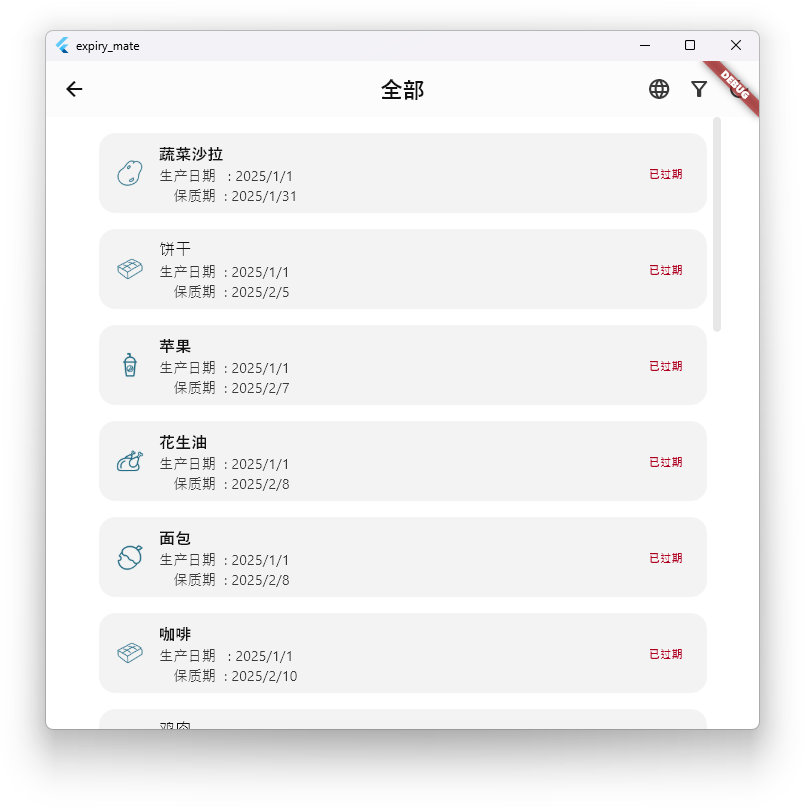 expiry_mate
全部
DEBUG
蔬菜沙拉
生产日期 : 2025/1/1
保质期 : 2025/1/31
已过期
饼干
生产日期 : 2025/1/1
保质期 : 2025/2/5
已过期
苹果
生产日期 : 2025/1/1
保质期 : 2025/2/7
已过期
花生油
生产日期 : 2025/1/1
保质期 : 2025/2/8
已过期
面包
生产日期 : 2025/1/1
保质期 : 2025/2/8
已过期
咖啡
生产日期 : 2025/1/1
保质期 : 2025/2/10
已过期